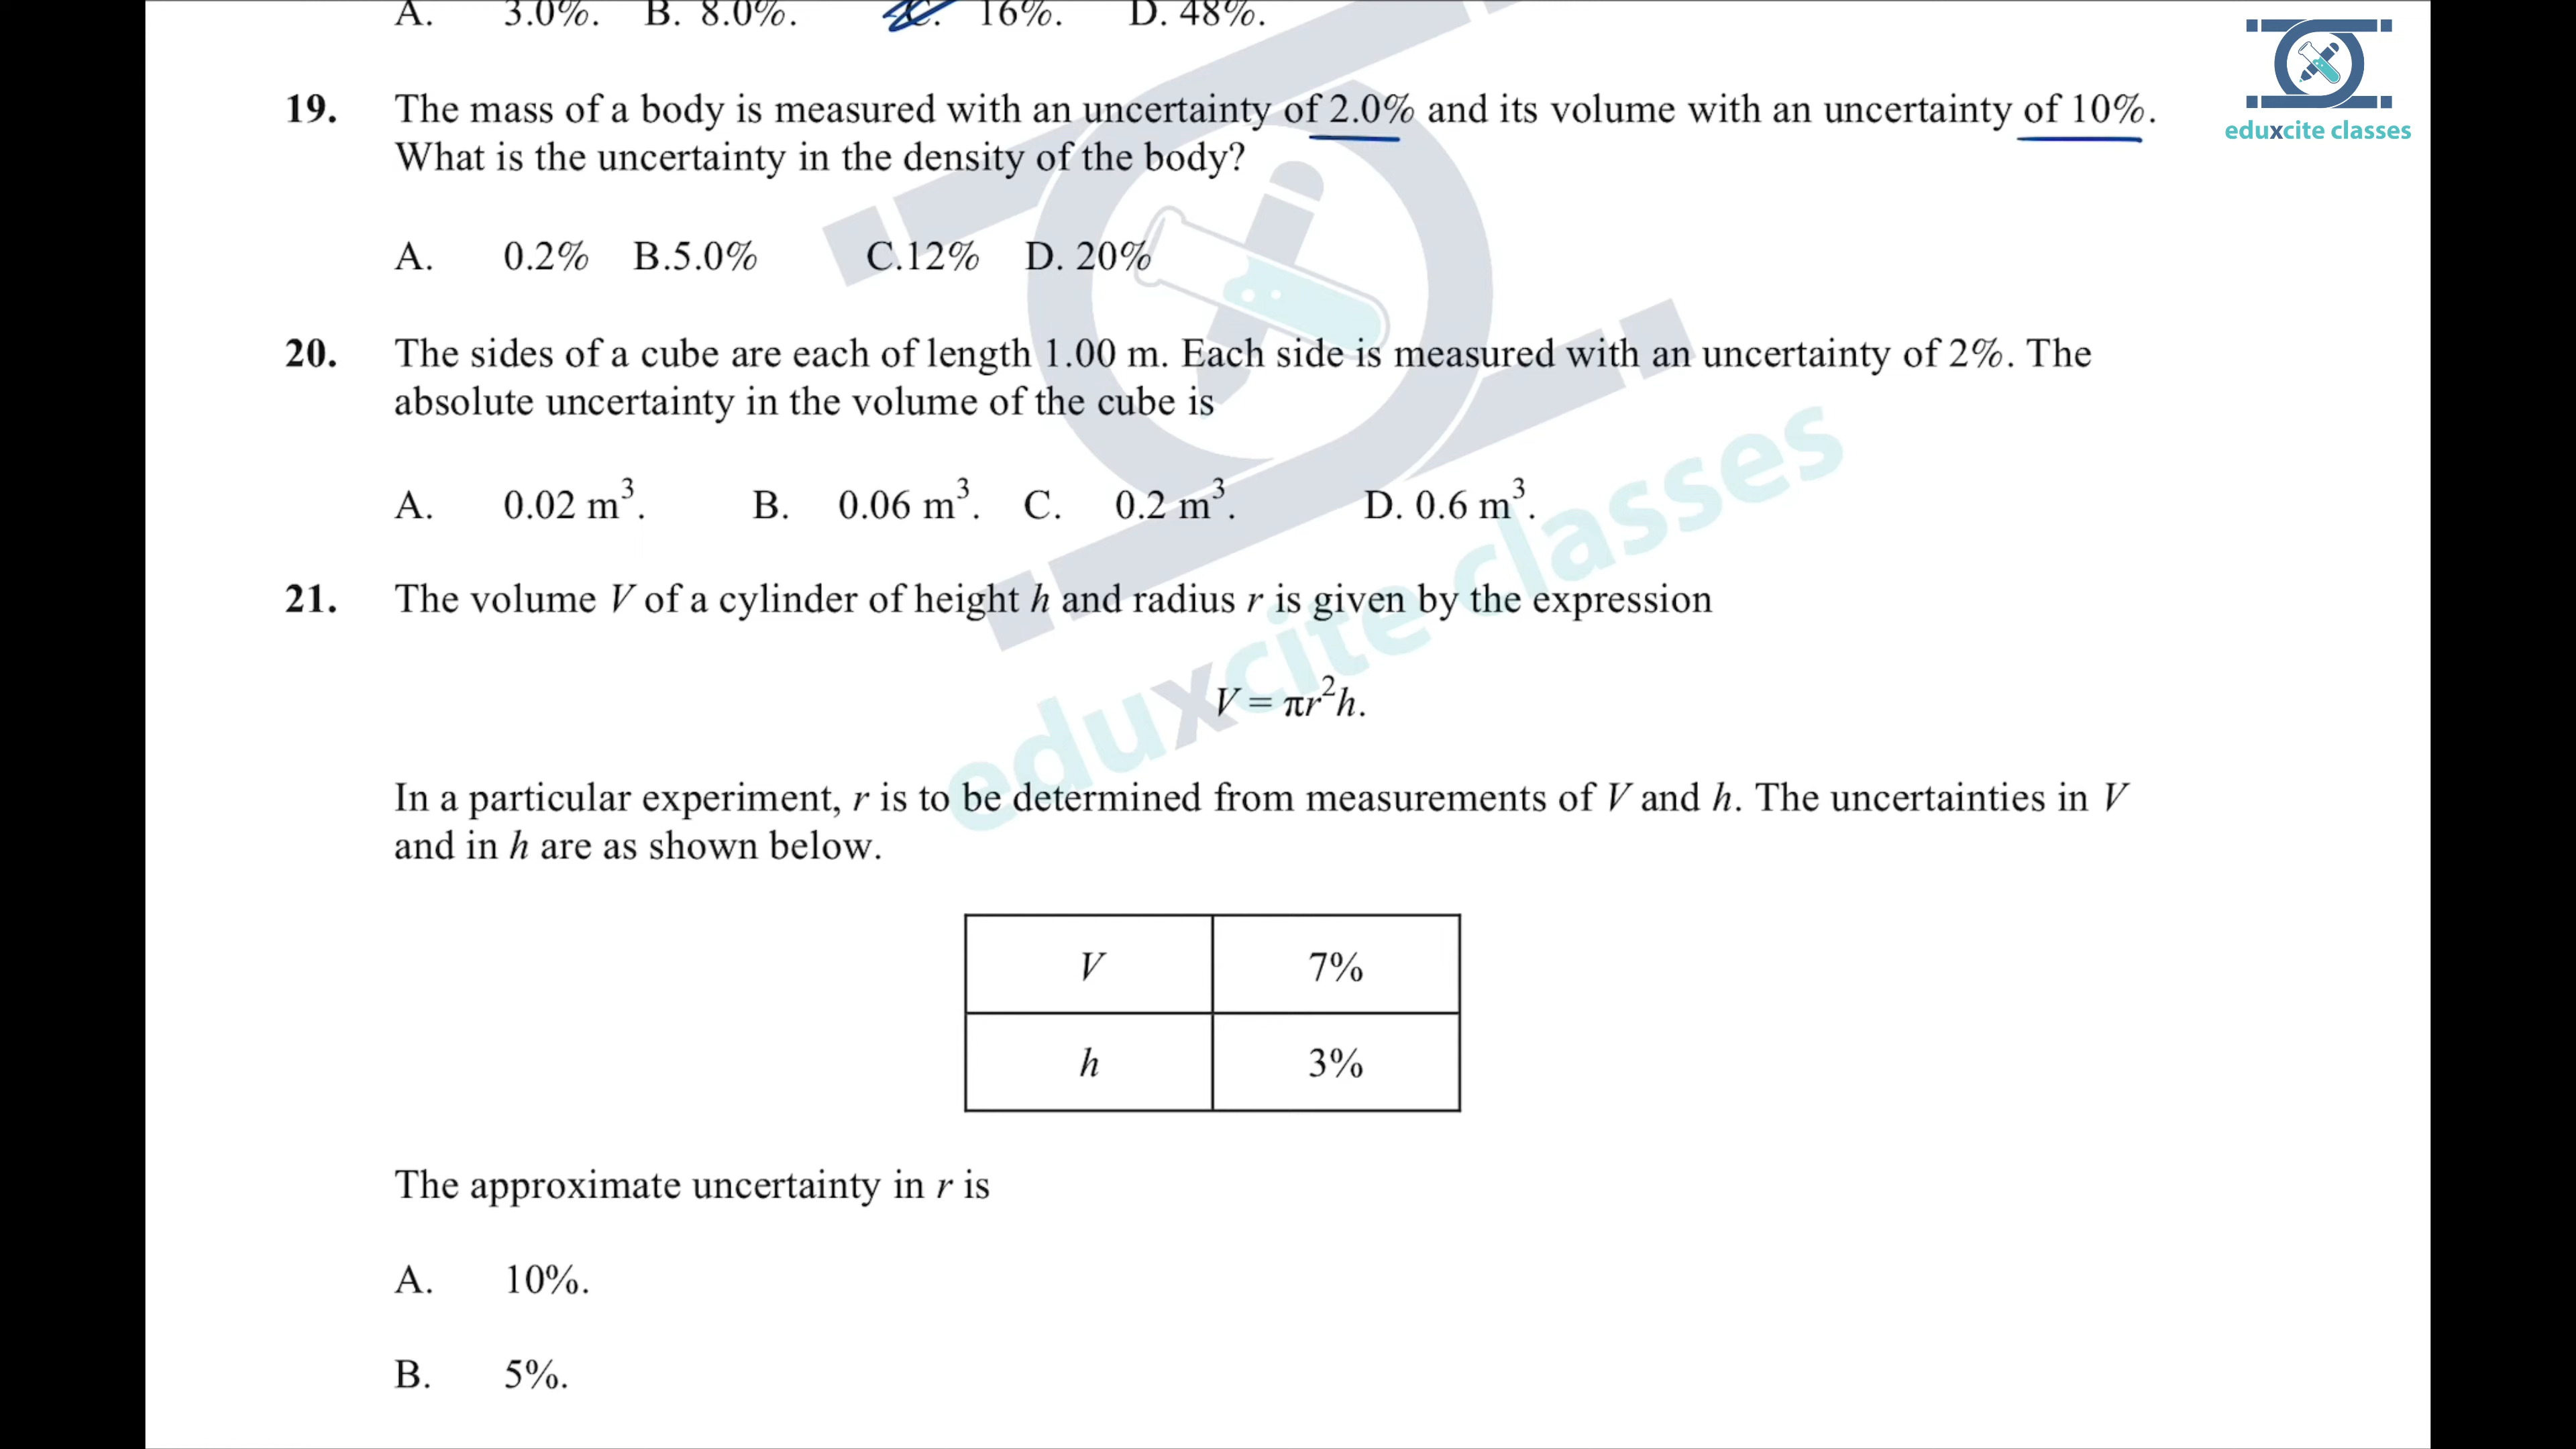 A. 3.0%. B. 8.0%. C. 16%. D. 48%.
eduxcite classes
19. The mass of a body is measured with an uncertainty of 2.0% and its volume with an uncertainty of 10%.
What is the uncertainty in the density of the body?
A. 0.2% B.5.0% C.12% D. 20%
20. The sides of a cube are each of length 1.00 m. Each side is measured with an uncertainty of 2%. The
absolute uncertainty in the volume of the cube is
A. 0.02 m³. B. 0.06 m³. C. 0.2 m³. D. 0.6 m³.
21. The volume V of a cylinder of height h and radius r is given by the expression
V = πr²h.
eduxcite classes
In a particular experiment, r is to be determined from measurements of V and h. The uncertainties in V
and in h are as shown below.
V 7%
h 3%
The approximate uncertainty in r is
A. 10%.
B. 5%.